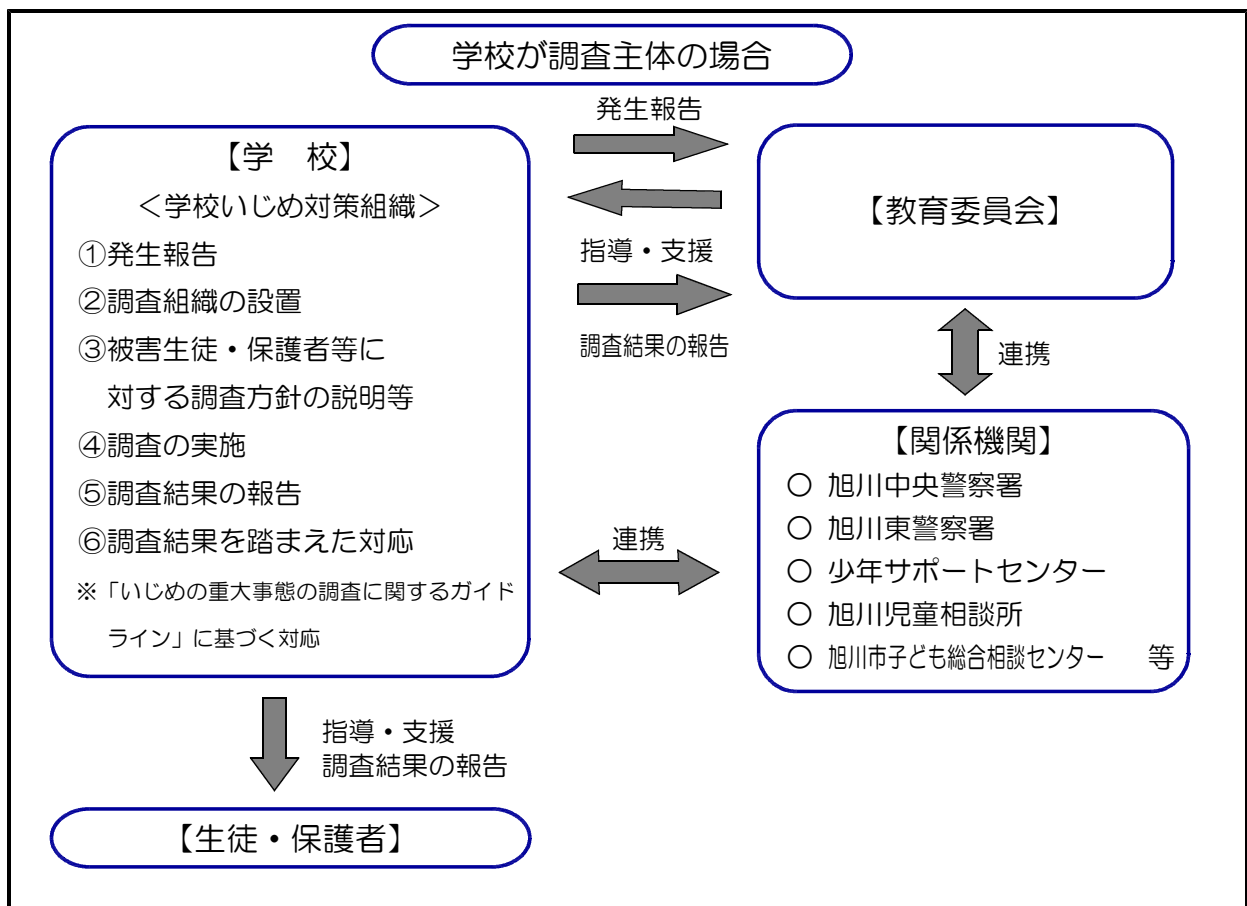 学校が調査主体の場合
発生報告
【学　校】
＜学校いじめ対策組織＞
①発生報告
②調査組織の設置
③被害生徒・保護者等に
対する調査方針の説明等
④調査の実施
⑤調査結果の報告
⑥調査結果を踏まえた対応
※「いじめの重大事態の調査に関するガイド
ライン」に基づく対応
指導・支援
調査結果の報告
【教育委員会】
連携
【関係機関】
○ 旭川中央警察署
○ 旭川東警察署
○ 少年サポートセンター
○ 旭川児童相談所
○ 旭川市子ども総合相談センター　等
連携
指導・支援
調査結果の報告
【生徒・保護者】